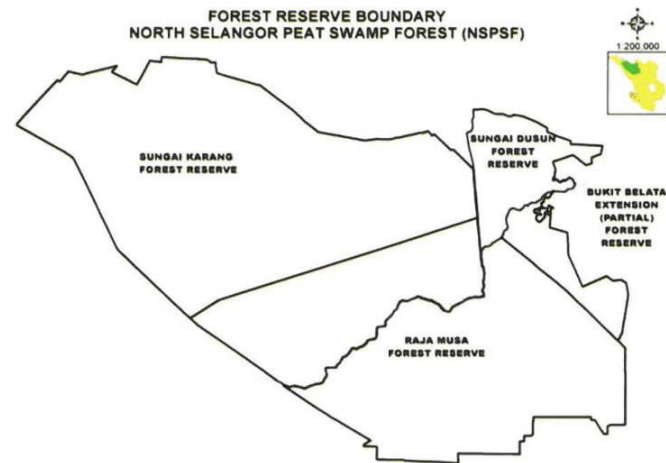 FOREST RESERVE BOUNDARY
NORTH SELANGOR PEAT SWAMP FOREST (NSPSF)
1:200,000
SUNGAI KARANG
FOREST RESERVE
SUNGAI DUSUN
FOREST
RESERVE
BUKIT BELATA
EXTENSION
(PARTIAL)
FOREST
RESERVE
RAJA MUSA
FOREST RESERVE